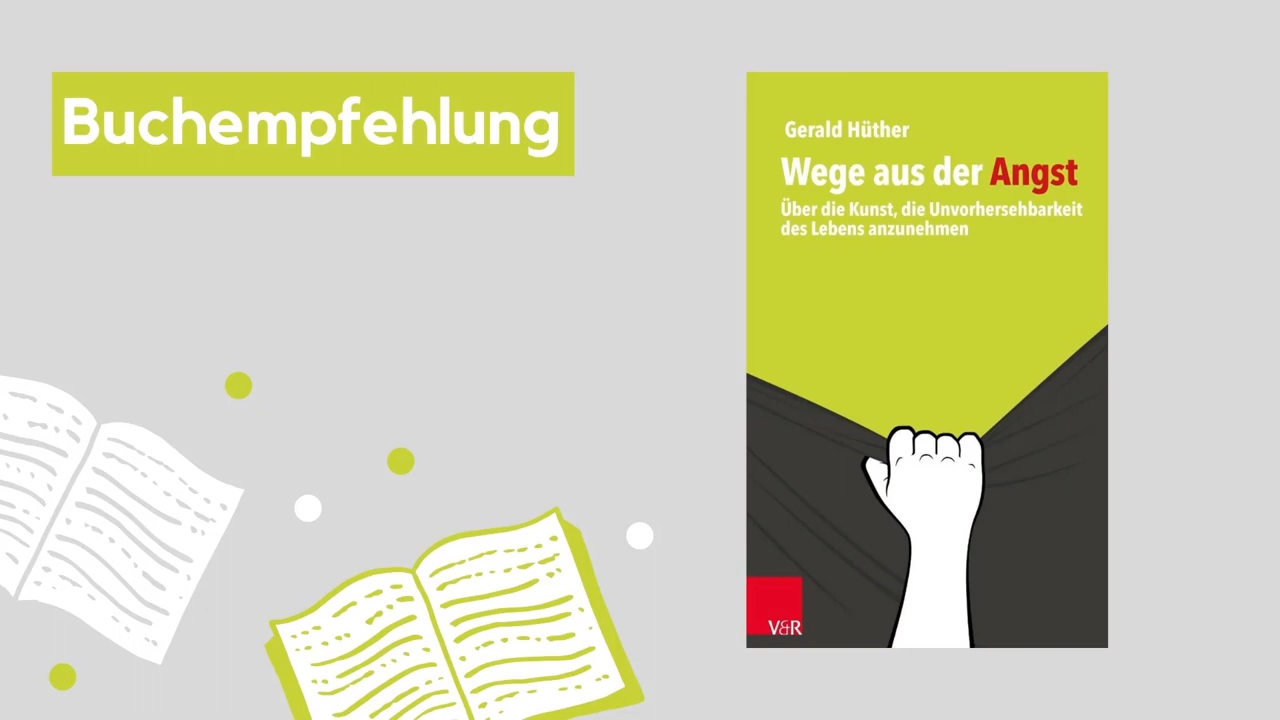 Buchempfehlung
Gerald Hüther
Wege aus der Angst
Über die Kunst, die Unvorhersehbarkeit
des Lebens anzunehmen
V&R